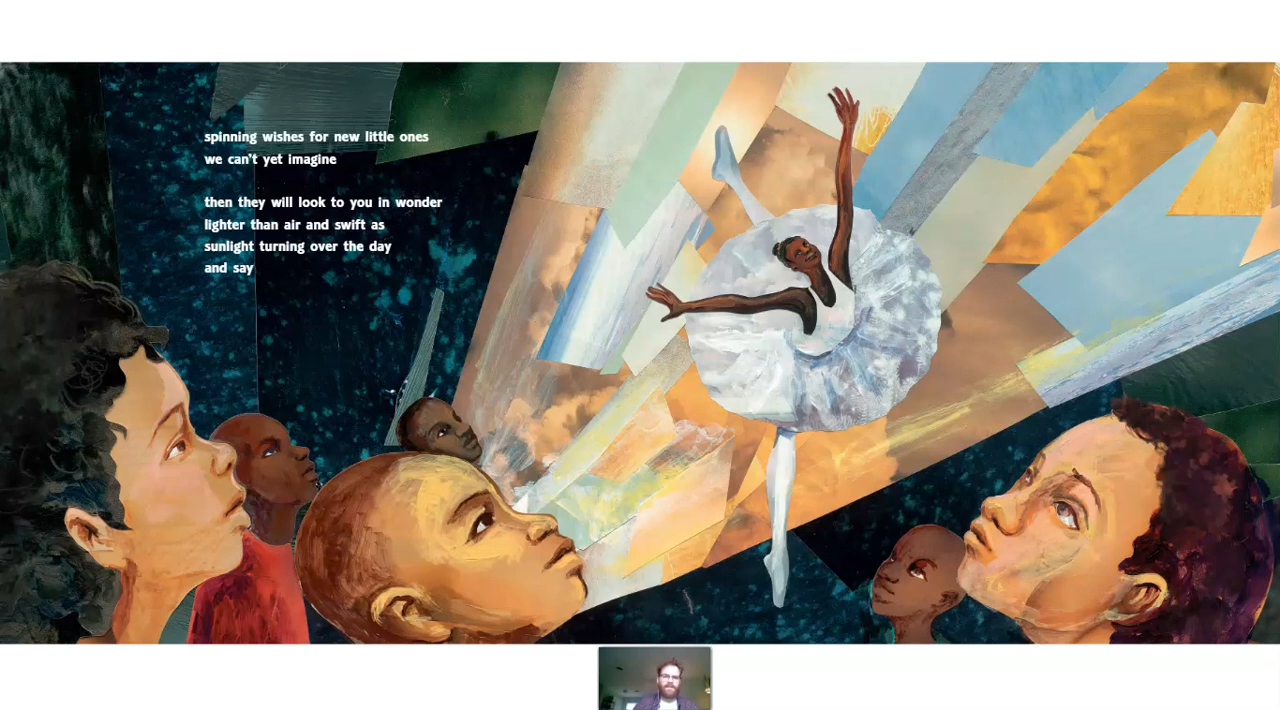 spinning wishes for new little ones
we can't yet imagine
then they will look to you in wonder
lighter than air and swift as
sunlight turning over the day
and say